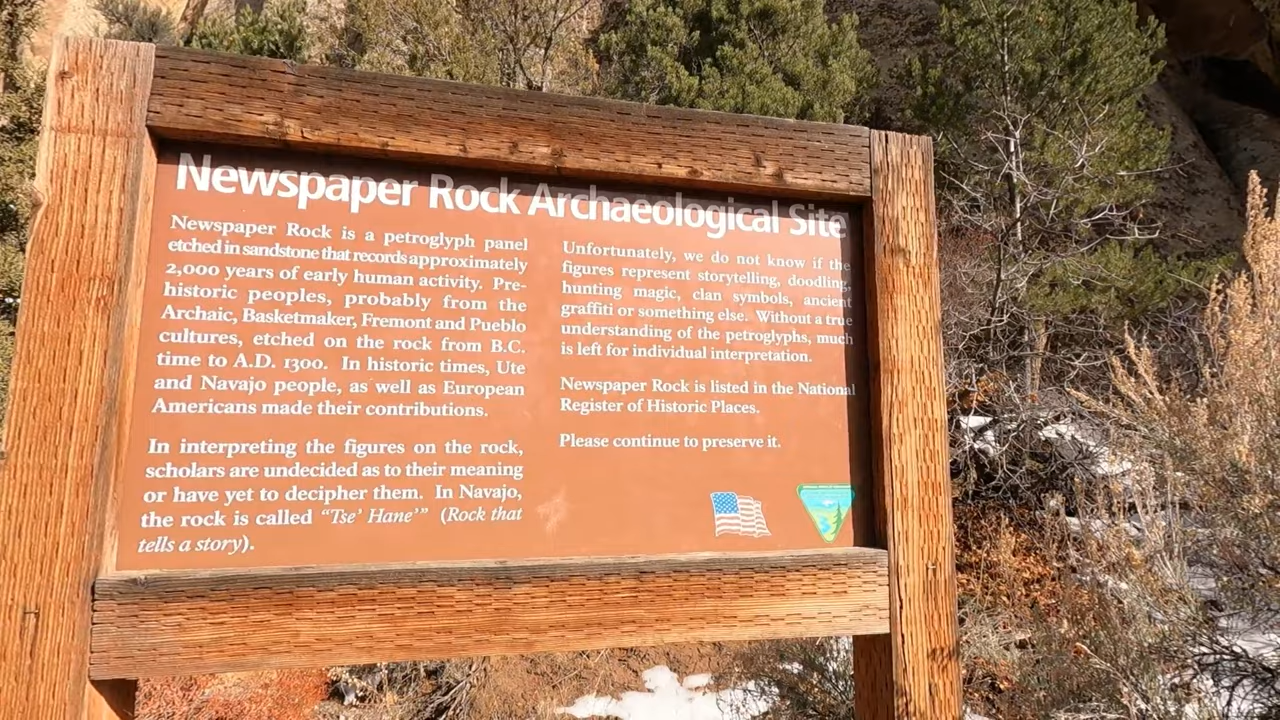 Newspaper Rock Archaeological Site
Newspaper Rock is a petroglyph panel
etched in sandstone that records approximately
2,000 years of early human activity. Pre-
historic peoples, probably from the
Archaic, Basketmaker, Fremont and Pueblo
cultures, etched on the rock from B.C.
time to A.D. 1300. In historic times, Ute
and Navajo people, as well as European
Americans made their contributions.
In interpreting the figures on the rock,
scholars are undecided as to their meaning
or have yet to decipher them. In Navajo,
the rock is called "Tse' Hane'" (Rock that
tells a story).
Unfortunately, we do not know if the
figures represent storytelling, doodling,
hunting magic, clan symbols, ancient
graffiti or something else. Without a true
understanding of the petroglyphs, much
is left for individual interpretation.
Newspaper Rock is listed in the National
Register of Historic Places.
Please continue to preserve it.